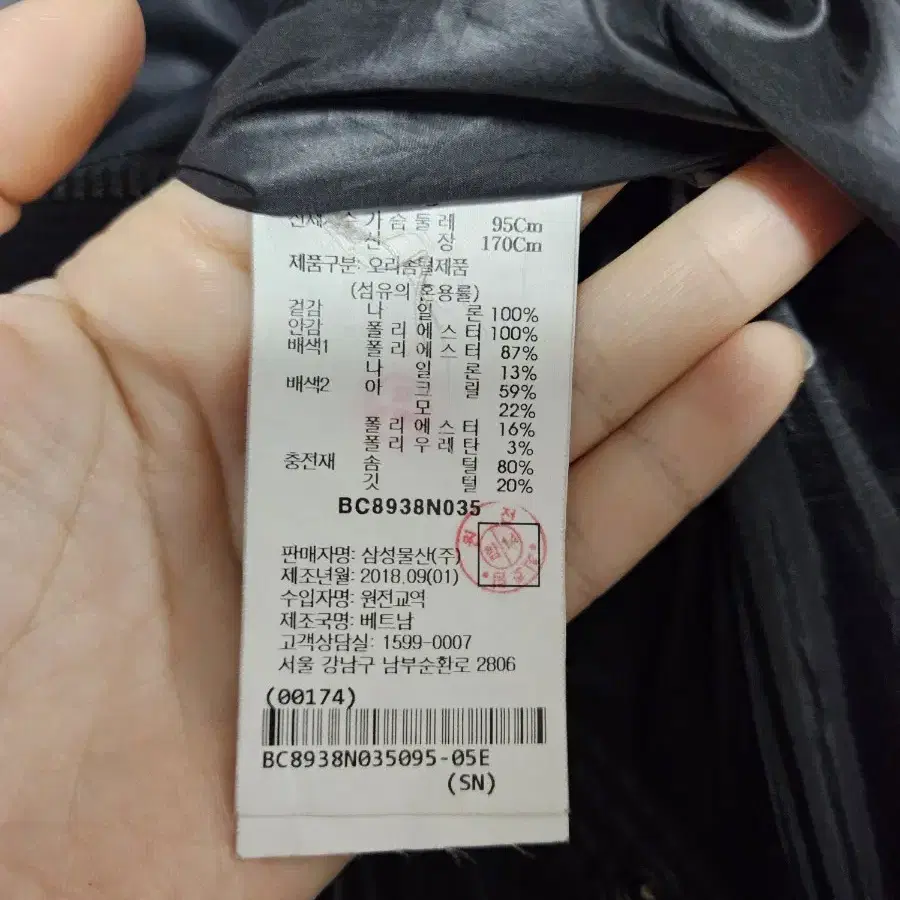 가슴둘레 95Cm
신 장 170Cm
제품구분: 오리솜털제품
(섬유의 혼용률)
겉감 나 일 론 100%
안감 폴 리 에 스 터 100%
배색1 폴 리 에 스 터 87%
나 일 론 13%
배색2 아 크 릴 59%
모 22%
폴 리 에 스 터 16%
폴 리 우 레 탄 3%
충전재 솜 털 80%
깃 털 20%
BC8938N035
판매자명: 삼성물산(주)
제조년월: 2018.09(01)
수입자명: 원전교역
제조국명: 베트남
고객상담실: 1599-0007
서울 강남구 남부순환로 2806
(00174)
BC8938N035095-05E
(SN)